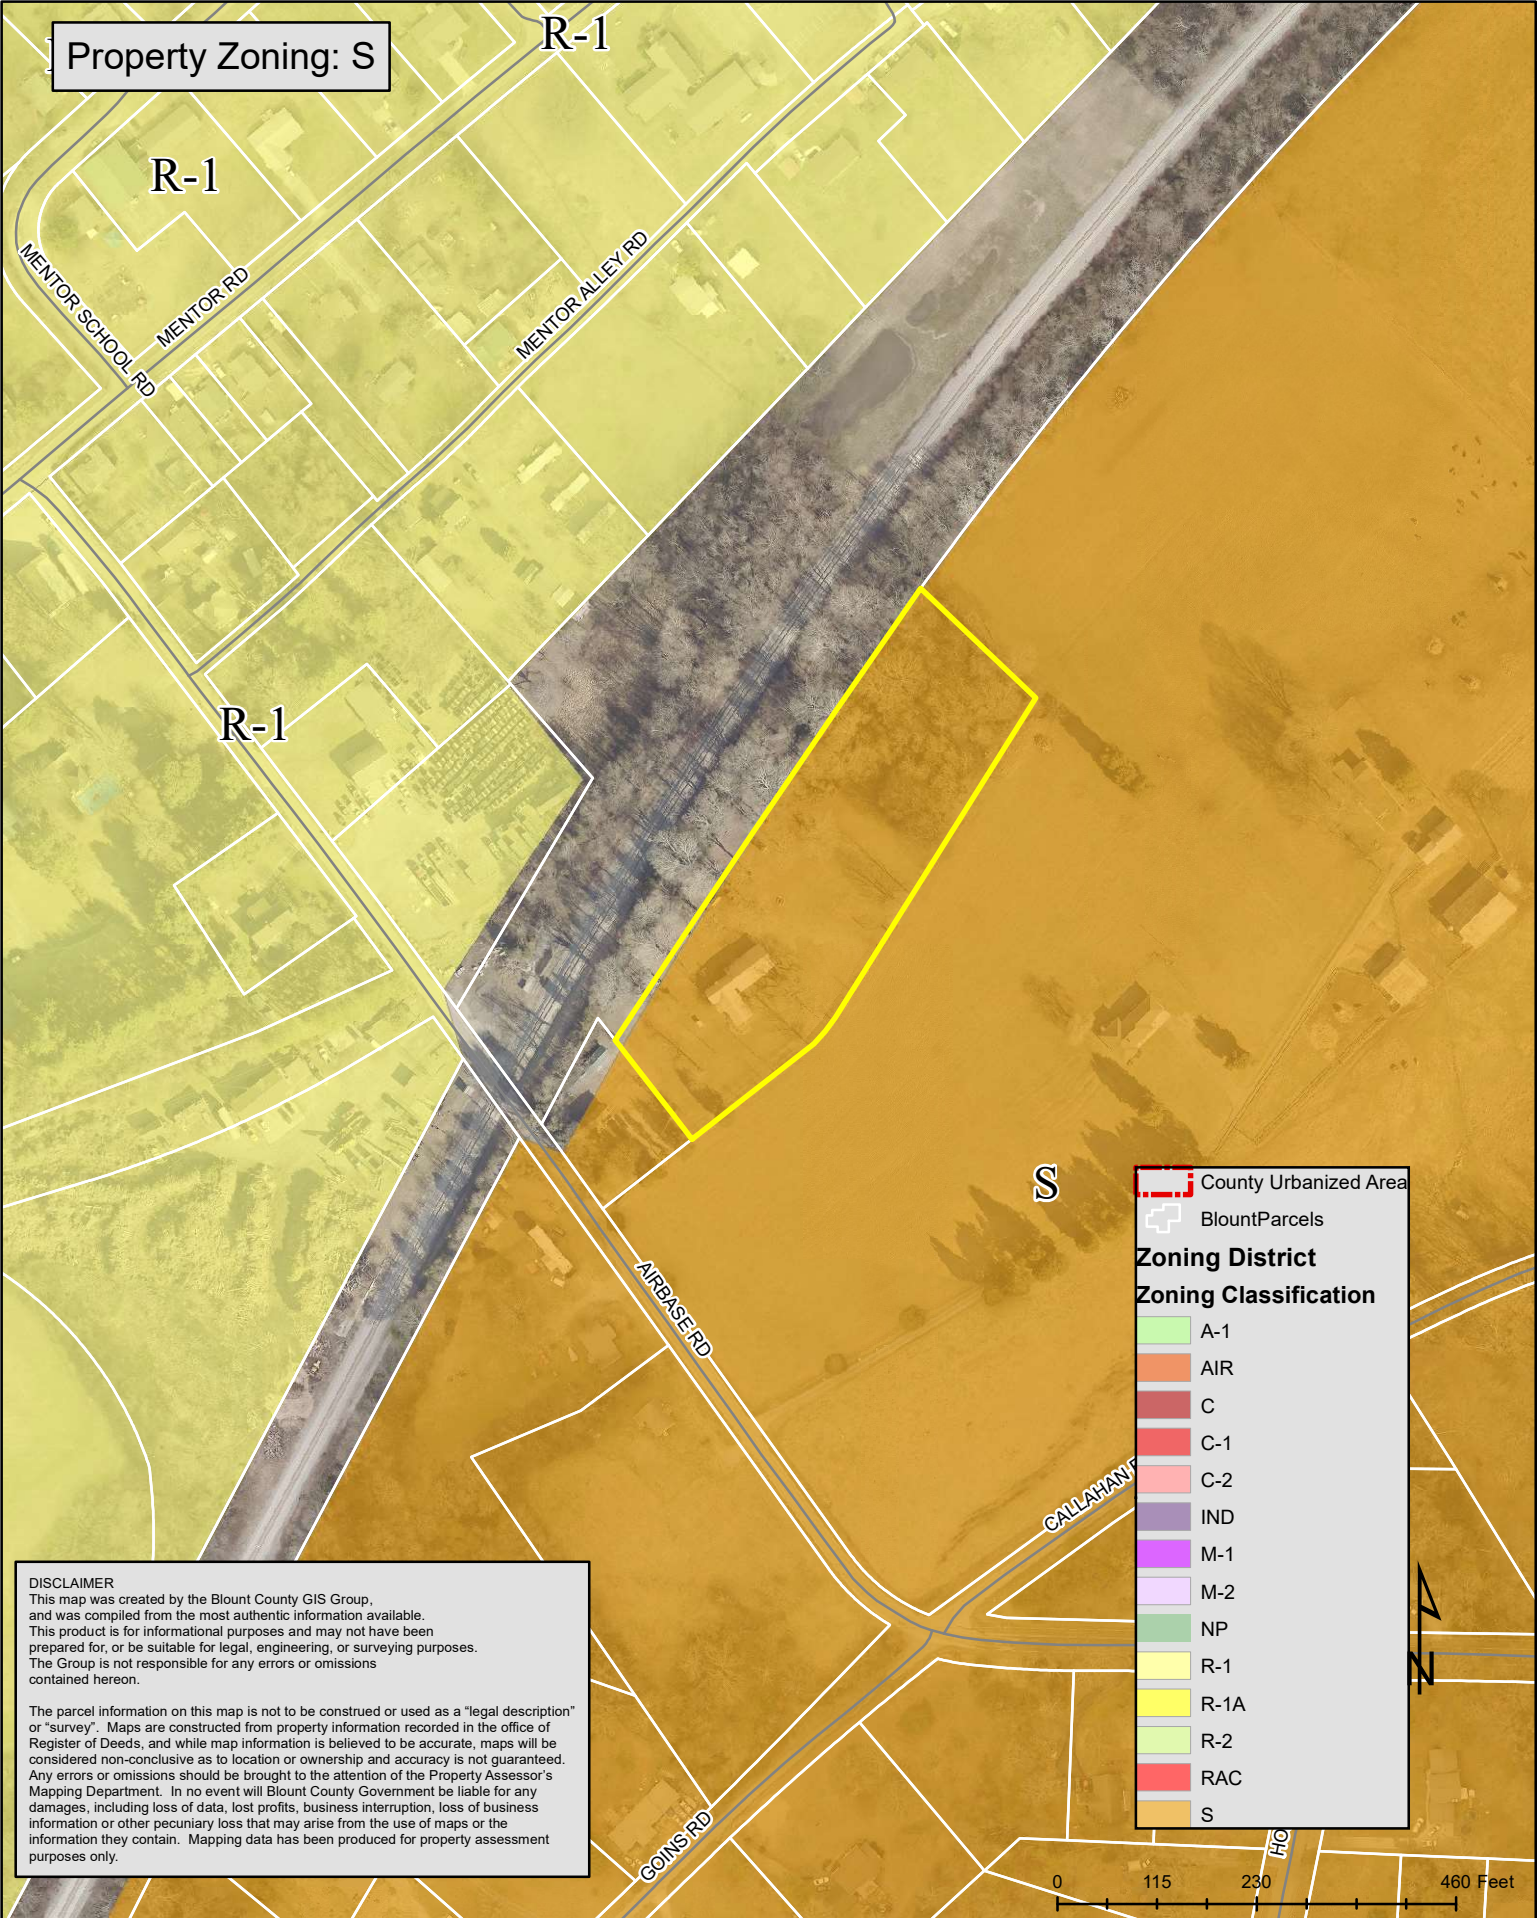 Property Zoning: S
R-1
R-1
MENTOR SCHOOL RD
MENTOR RD
MENTOR ALLEY RD
R-1
S
AIRBASE RD
CALLAHAN
GOINS RD
HO
County Urbanized Area
BlountParcels
Zoning District
Zoning Classification
A-1
AIR
C
C-1
C-2
IND
M-1
M-2
NP
R-1
R-1A
R-2
RAC
S
N
0 115 230 460 Feet
DISCLAIMER
This map was created by the Blount County GIS Group,
and was compiled from the most authentic information available.
This product is for informational purposes and may not have been
prepared for, or be suitable for legal, engineering, or surveying purposes.
The Group is not responsible for any errors or omissions
contained hereon.
The parcel information on this map is not to be construed or used as a “legal description”
or “survey”. Maps are constructed from property information recorded in the office of
Register of Deeds, and while map information is believed to be accurate, maps will be
considered non-conclusive as to location or ownership and accuracy is not guaranteed.
Any errors or omissions should be brought to the attention of the Property Assessor’s
Mapping Department. In no event will Blount County Government be liable for any
damages, including loss of data, lost profits, business interruption, loss of business
information or other pecuniary loss that may arise from the use of maps or the
information they contain. Mapping data has been produced for property assessment
purposes only.